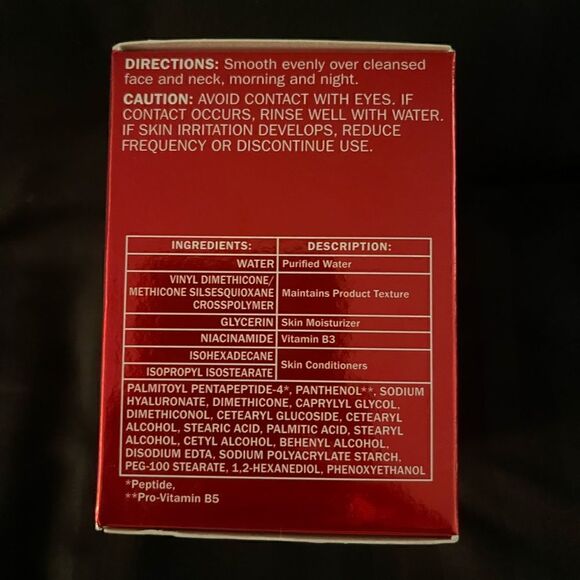 DIRECTIONS: Smooth evenly over cleansed
face and neck, morning and night.
CAUTION: AVOID CONTACT WITH EYES. IF
CONTACT OCCURS, RINSE WELL WITH WATER.
IF SKIN IRRITATION DEVELOPS, REDUCE
FREQUENCY OR DISCONTINUE USE.
INGREDIENTS: DESCRIPTION:
WATER Purified Water
VINYL DIMETHICONE/
METHICONE SILSESQUIOXANE
CROSSPOLYMER
Maintains Product Texture
GLYCERIN Skin Moisturizer
NIACINAMIDE Vitamin B3
ISOHEXADECANE
ISOPROPYL ISOSTEARATE
Skin Conditioners
PALMITOYL PENTAPEPTIDE-4*, PANTHENOL**, SODIUM
HYALURONATE, DIMETHICONE, CAPRYLYL GLYCOL,
DIMETHICONOL, CETEARYL GLUCOSIDE, CETEARYL
ALCOHOL, STEARIC ACID, PALMITIC ACID, STEARYL
ALCOHOL, CETYL ALCOHOL, BEHENYL ALCOHOL,
DISODIUM EDTA, SODIUM POLYACRYLATE STARCH,
PEG-100 STEARATE, 1,2-HEXANEDIOL, PHENOXYETHANOL
*Peptide,
**Pro-Vitamin B5